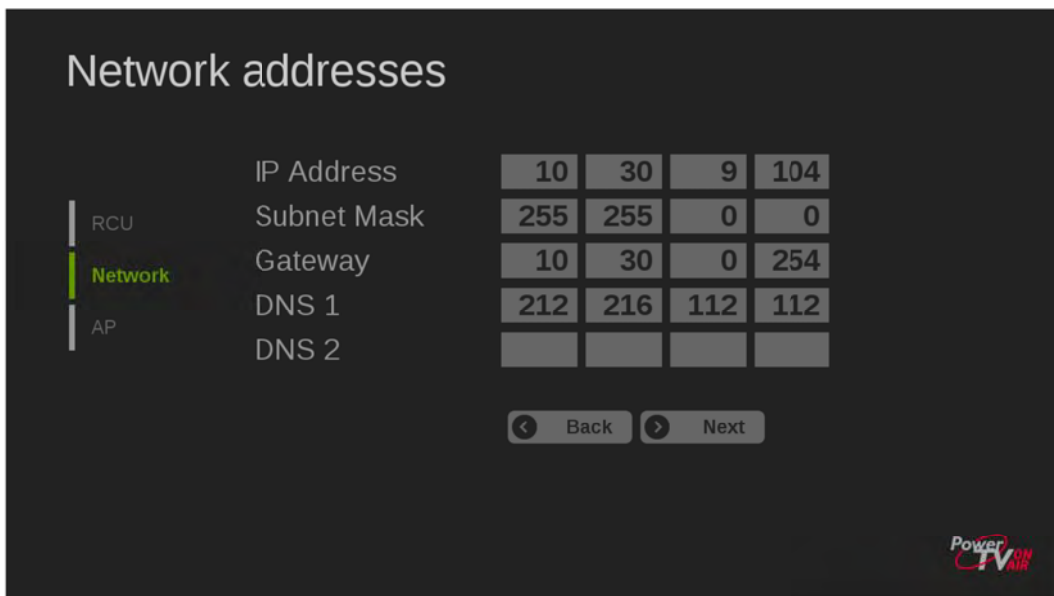 Network addresses
IP Address 10 30 9 104
RCU
Subnet Mask 255 255 0 0
Network
Gateway 10 30 0 254
AP
DNS 1 212 216 112 112
DNS 2
Back Next
Power
TV ON AIR